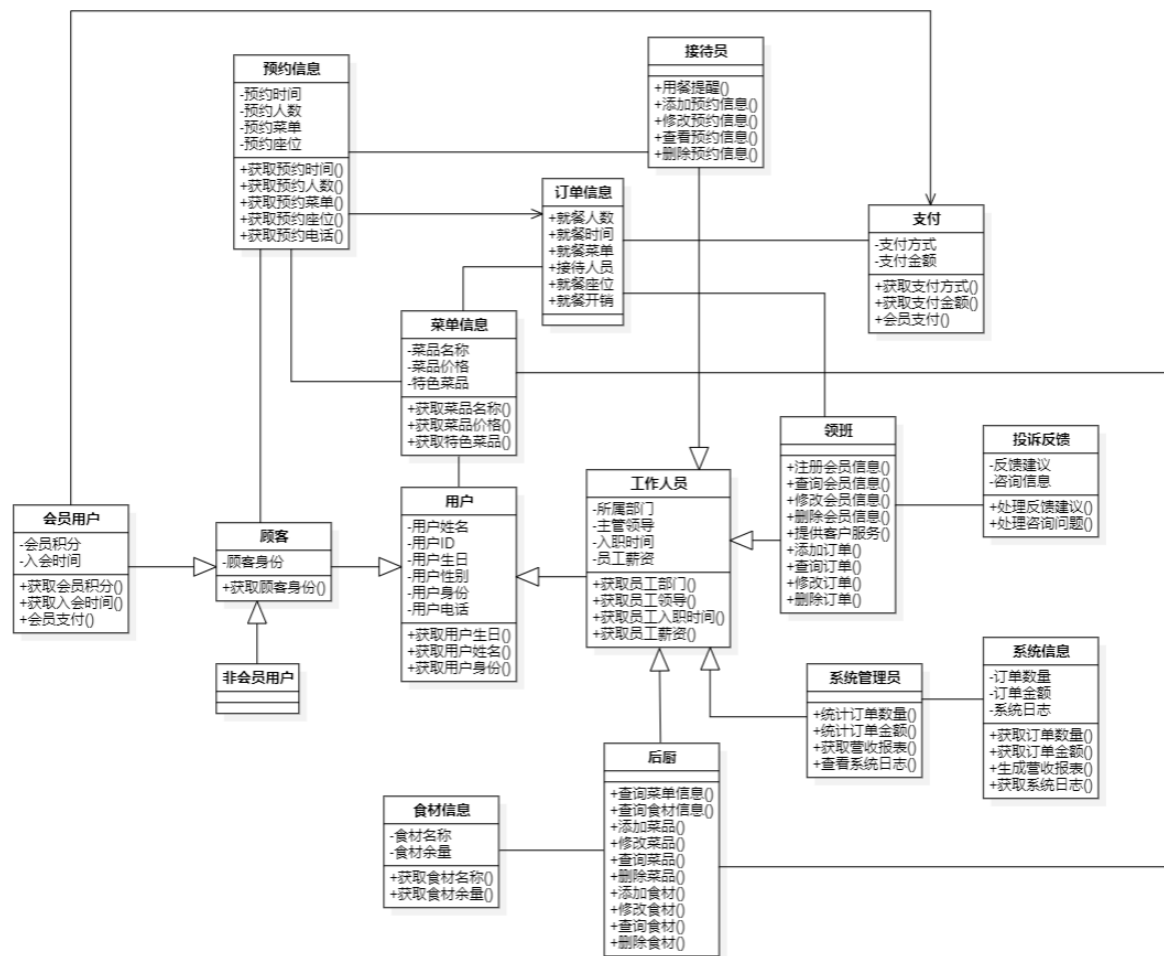 接待员
+用餐提醒()
+添加预约信息()
+修改预约信息()
+查看预约信息()
+删除预约信息()
预约信息
-预约时间
-预约人数
-预约菜单
-预约座位
+获取预约时间()
+获取预约人数()
+获取预约菜单()
+获取预约座位()
+获取预约电话()
订单信息
+就餐人数
+就餐时间
+就餐菜单
+接待人员
+就餐座位
+就餐开销
支付
-支付方式
-支付金额
+获取支付方式()
+获取支付金额()
+会员支付()
菜单信息
-菜品名称
-菜品价格
-特色菜品
+获取菜品名称()
+获取菜品价格()
+获取特色菜品()
领班
+注册会员信息()
+查询会员信息()
+修改会员信息()
+删除会员信息()
+提供客户服务()
+添加订单()
+查询订单()
+修改订单()
+删除订单()
投诉反馈
-反馈建议
-咨询信息
+处理反馈建议()
+处理咨询问题()
工作人员
-所属部门
-主管领导
-入职时间
-员工薪资
+获取员工部门()
+获取员工领导()
+获取员工入职时间()
+获取员工薪资()
用户
-用户姓名
-用户ID
-用户生日
-用户性别
-用户身份
-用户电话
+获取用户生日()
+获取用户姓名()
+获取用户身份()
会员用户
-会员积分
-入会时间
+获取会员积分()
+获取入会时间()
+会员支付()
顾客
-顾客身份
+获取顾客身份()
非会员用户
系统管理员
+统计订单数量()
+统计订单金额()
+获取营收报表()
+查看系统日志()
系统信息
-订单数量
-订单金额
-系统日志
+获取订单数量()
+获取订单金额()
+生成营收报表()
+获取系统日志()
后厨
+查询菜单信息()
+查询食材信息()
+添加菜品()
+修改菜品()
+查询菜品()
+删除菜品()
+添加食材()
+修改食材()
+查询食材()
+删除食材()
食材信息
-食材名称
-食材余量
+获取食材名称()
+获取食材余量()